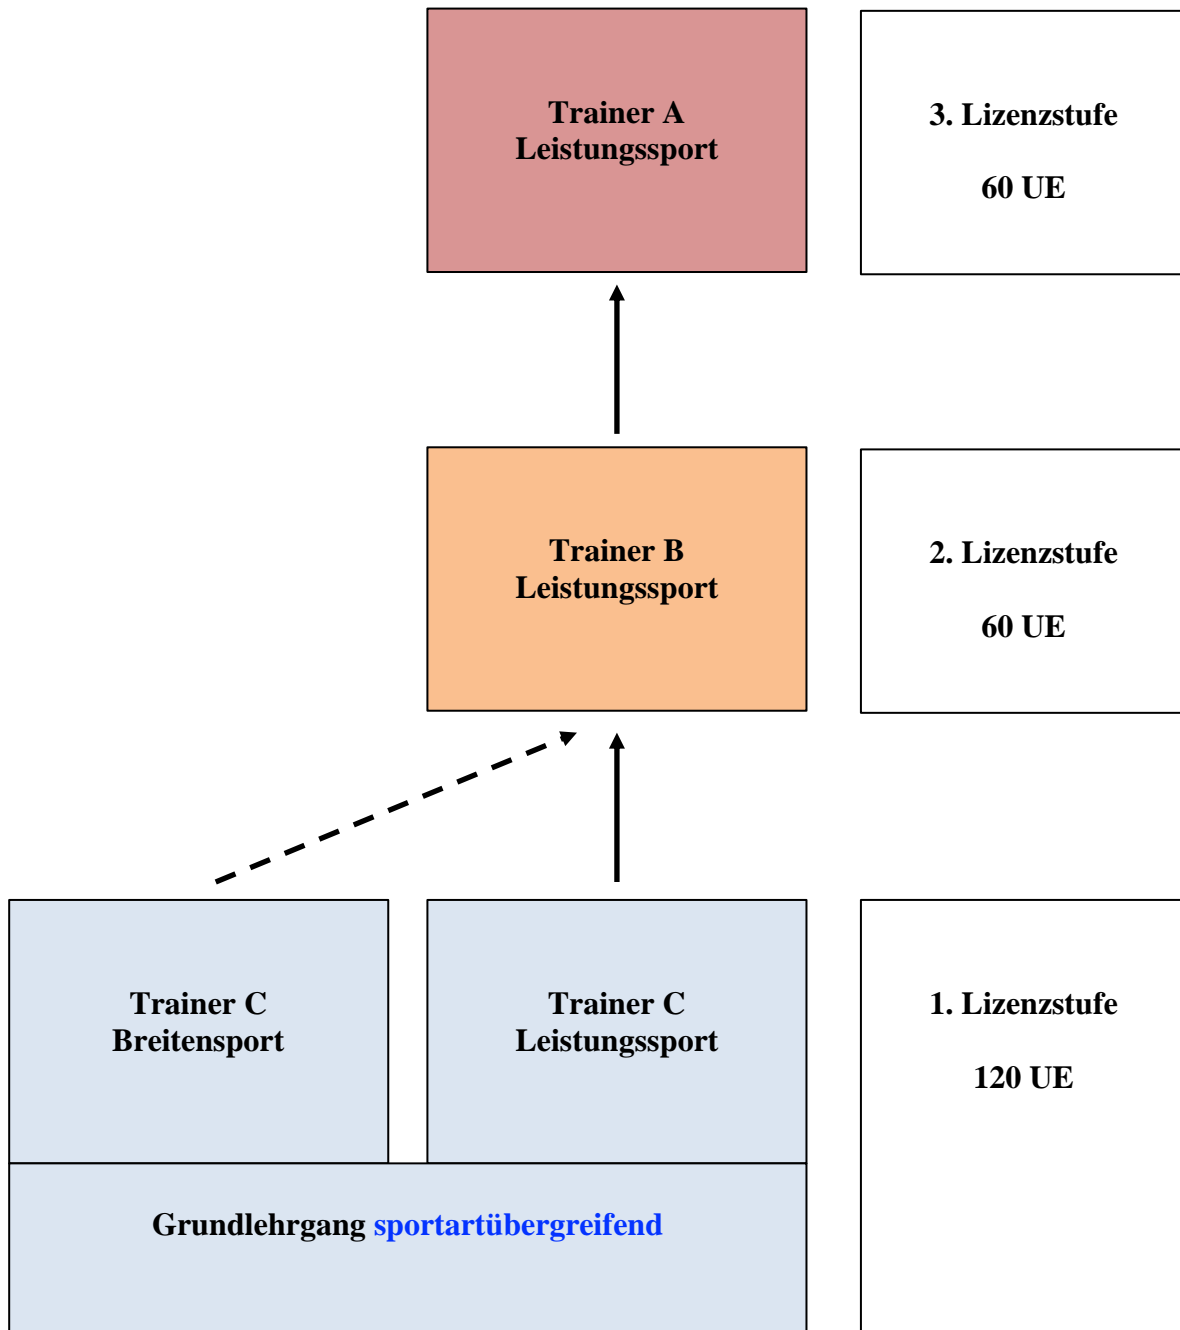 Trainer A
Leistungssport
3. Lizenzstufe
60 UE
Trainer B
Leistungssport
2. Lizenzstufe
60 UE
Trainer C
Breitensport
Trainer C
Leistungssport
1. Lizenzstufe
120 UE
Grundlehrgang sportartübergreifend